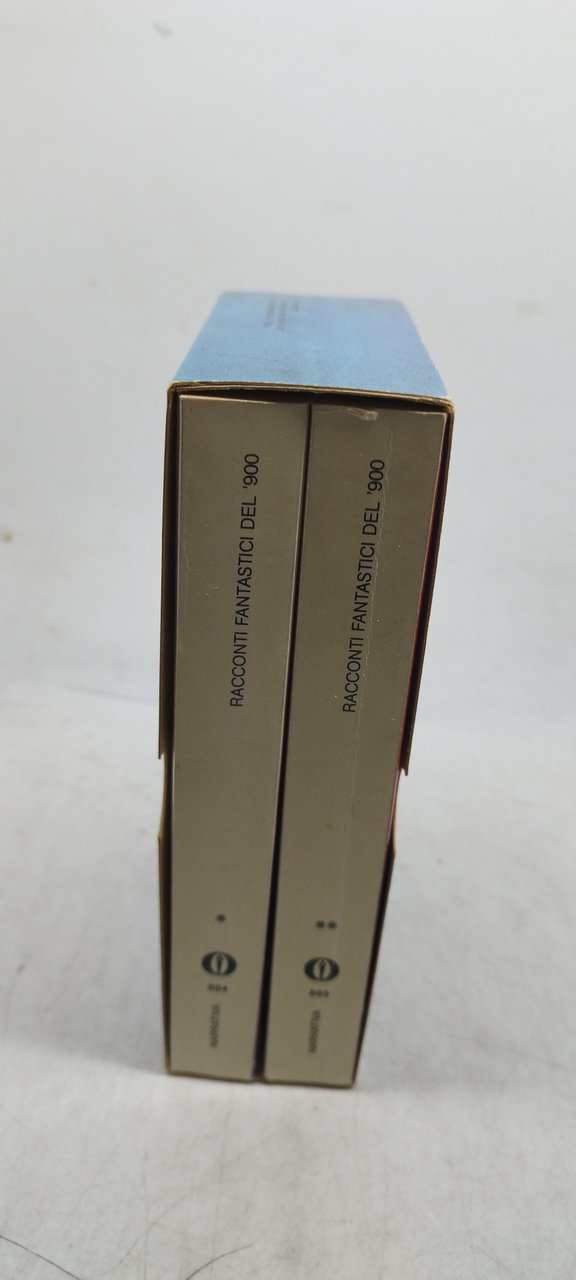 RACCONTI FANTASTICI DEL '900
*
NARRATIVA
RACCONTI FANTASTICI DEL '900
**
NARRATIVA